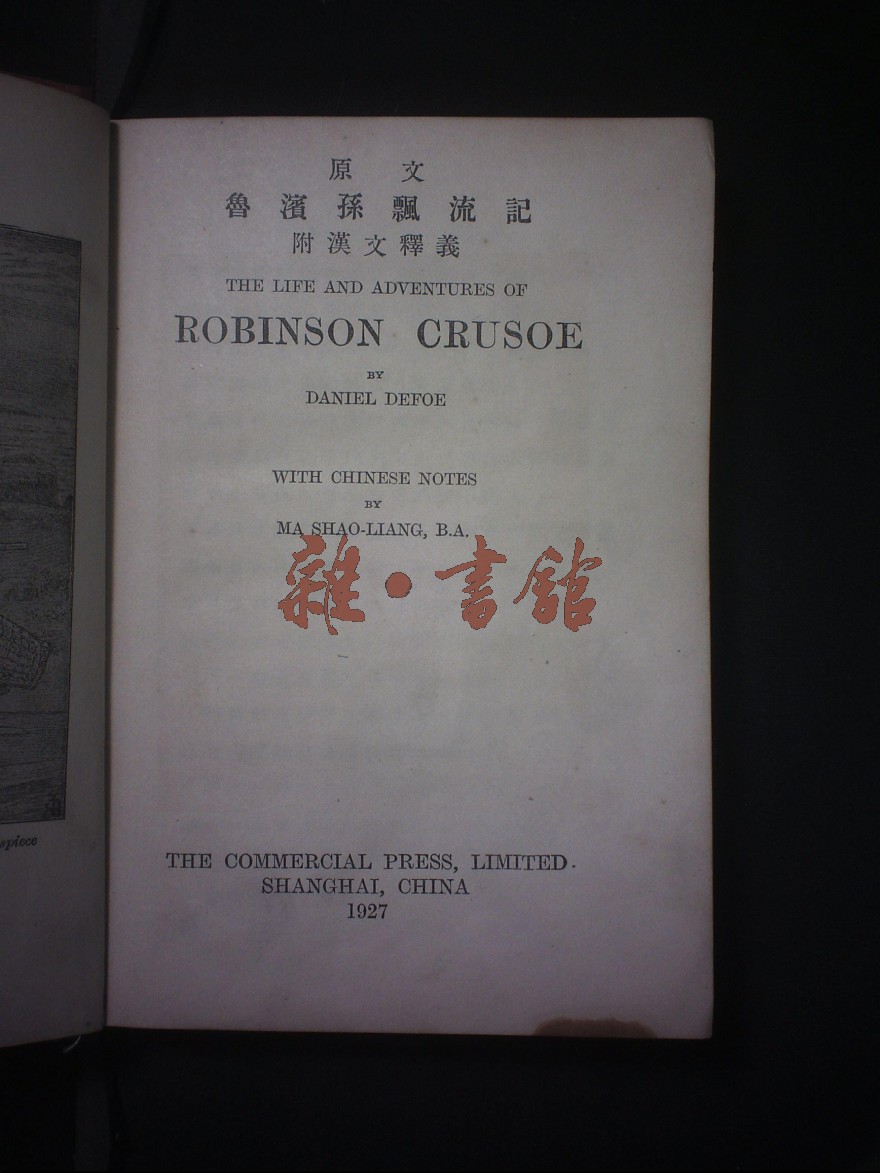 原文
魯濱孫飄流記
附漢文釋義
THE LIFE AND ADVENTURES OF
ROBINSON CRUSOE
BY
DANIEL DEFOE
WITH CHINESE NOTES
BY
MA SHAO-LIANG, B.A.
雜·書館
THE COMMERCIAL PRESS, LIMITED
SHANGHAI, CHINA
1927